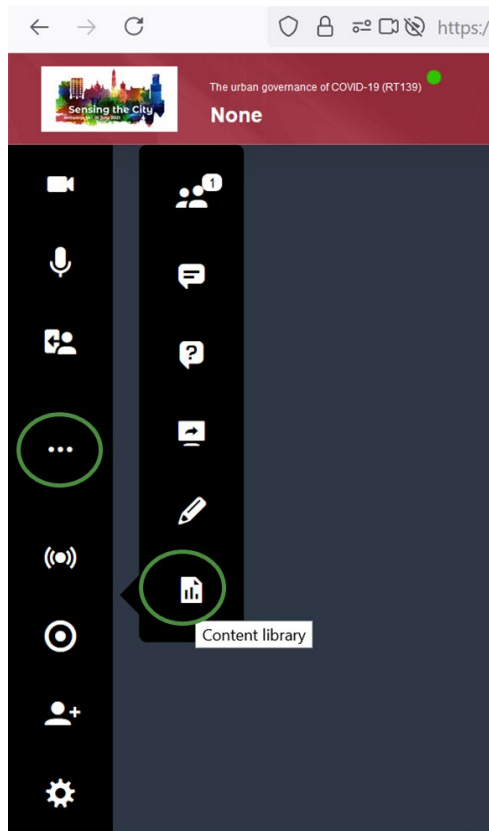 https:/
The urban governance of COVID-19 (RT139)
None
Sensing the City
1
Content library